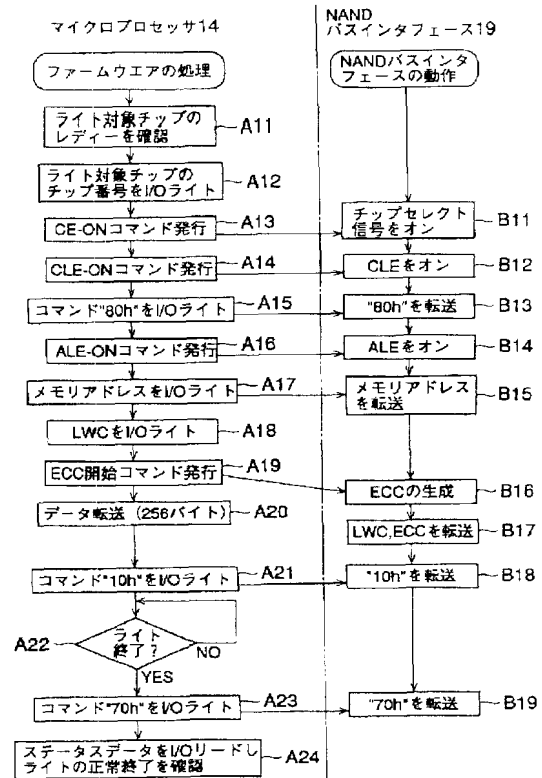 マイクロプロセッサ14
ファームウエアの処理
ライト対象チップの
レディーを確認
A11
ライト対象チップの
チップ番号をI/Oライト
A12
CE-ONコマンド発行
A13
CLE-ONコマンド発行
A14
コマンド"80h"をI/Oライト
A15
ALE-ONコマンド発行
A16
メモリアドレスをI/Oライト
A17
LWCをI/Oライト
A18
ECC開始コマンド発行
A19
データ転送 (256バイト)
A20
コマンド"10h"をI/Oライト
A21
ライト
終了?
A22
NO
YES
コマンド"70h"をI/Oライト
A23
ステータスデータをI/Oリードし
ライトの正常終了を確認
A24
NAND
バスインタフェース19
NANDバスインタ
フェースの動作
チップセレクト
信号をオン
B11
CLEをオン
B12
"80h"を転送
B13
ALEをオン
B14
メモリアドレス
を転送
B15
ECCの生成
B16
LWC,ECCを転送
B17
"10h"を転送
B18
"70h"を転送
B19